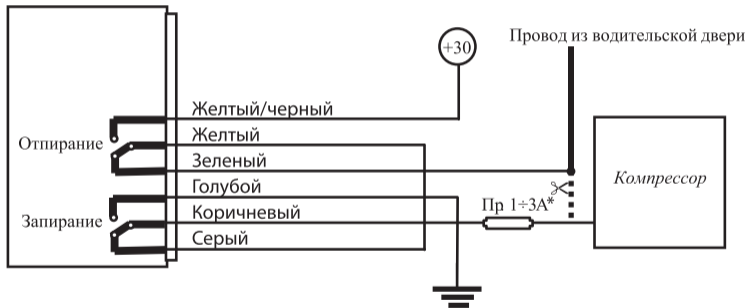 +30
Провод из водительской двери
Желтый/черный
Отпирание
Желтый
Зеленый
Голубой
Запирание
Коричневый
Серый
Пр 1÷3А*
Компрессор